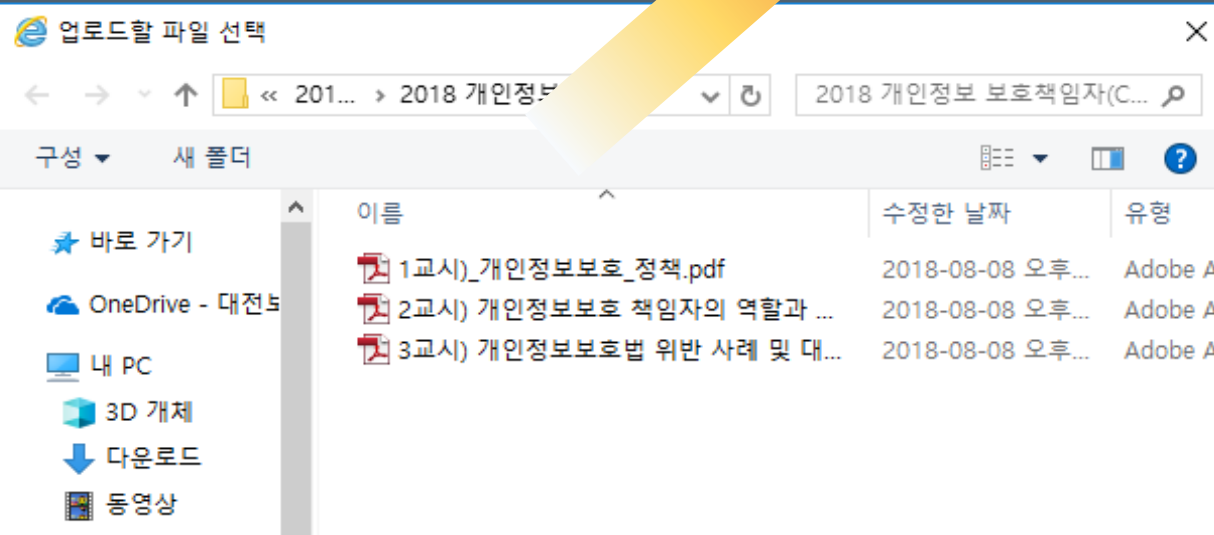 업로드할 파일 선택
« 201... > 2018 개인정보
2018 개인정보 보호책임자(C...
구성 새 폴더
이름 수정한 날짜 유형
바로 가기
OneDrive - 대전보
내 PC
3D 개체
다운로드
동영상
1교시)_개인정보보호_정책.pdf 2018-08-08 오후... Adobe A
2교시) 개인정보보호 책임자의 역할과 ... 2018-08-08 오후... Adobe A
3교시) 개인정보보호법 위반 사례 및 대... 2018-08-08 오후... Adobe A